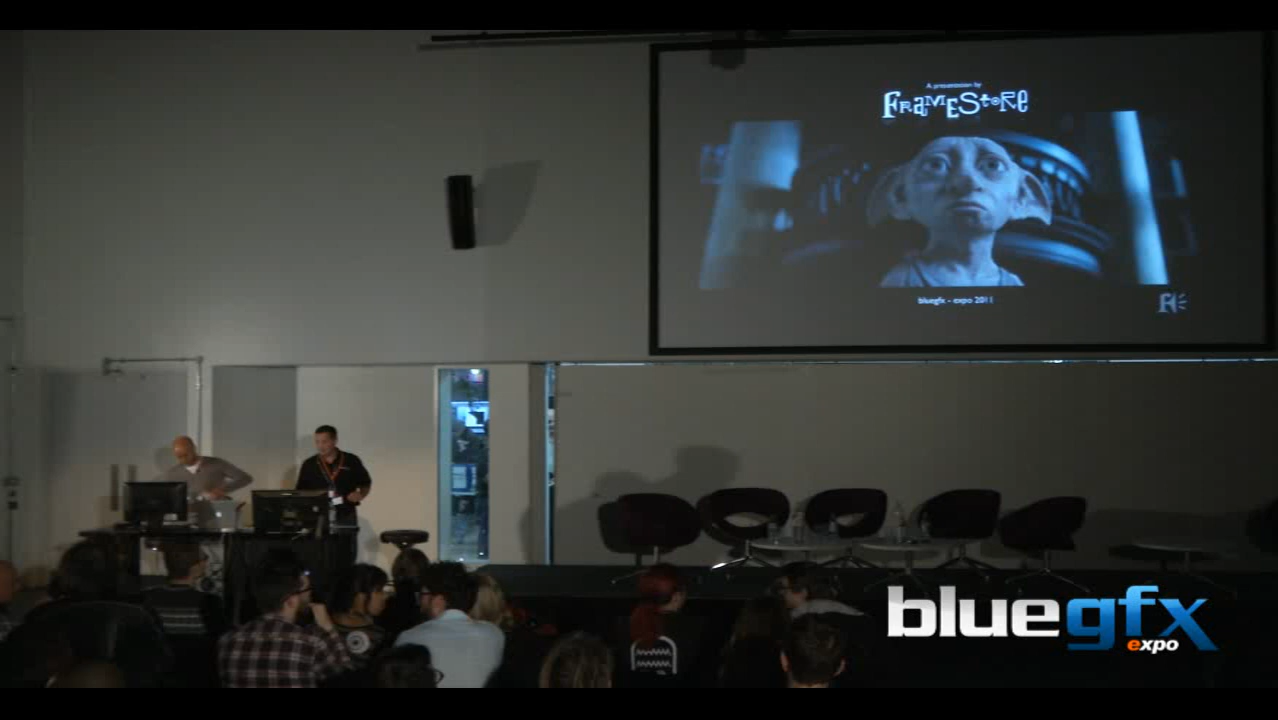 A presentation by
FRAMESTORE
bluegfx - expo 2011
bluegfx
expo